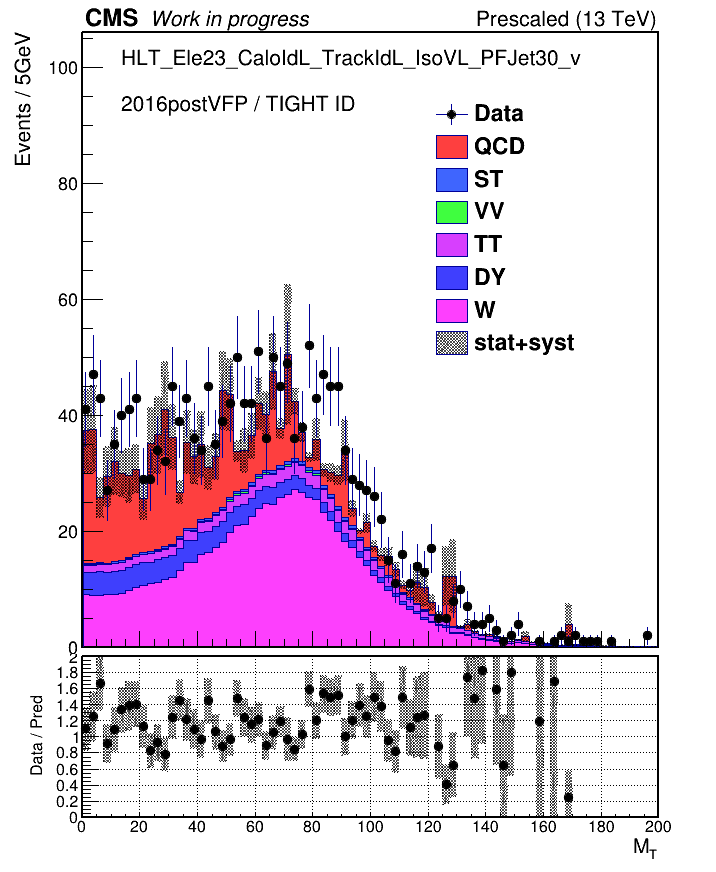 CMS Work in progress Prescaled (13 TeV)
Events / 5GeV
HLT_Ele23_CaloIdL_TrackIdL_IsoVL_PFJet30_v
2016postVFP / TIGHT ID
Data
QCD
ST
VV
TT
DY
W
stat+syst
100
80
60
40
20
0
Data / Pred
2
1.8
1.6
1.4
1.2
1
0.8
0.6
0.4
0.2
0
0 20 40 60 80 100 120 140 160 180 200
M_T